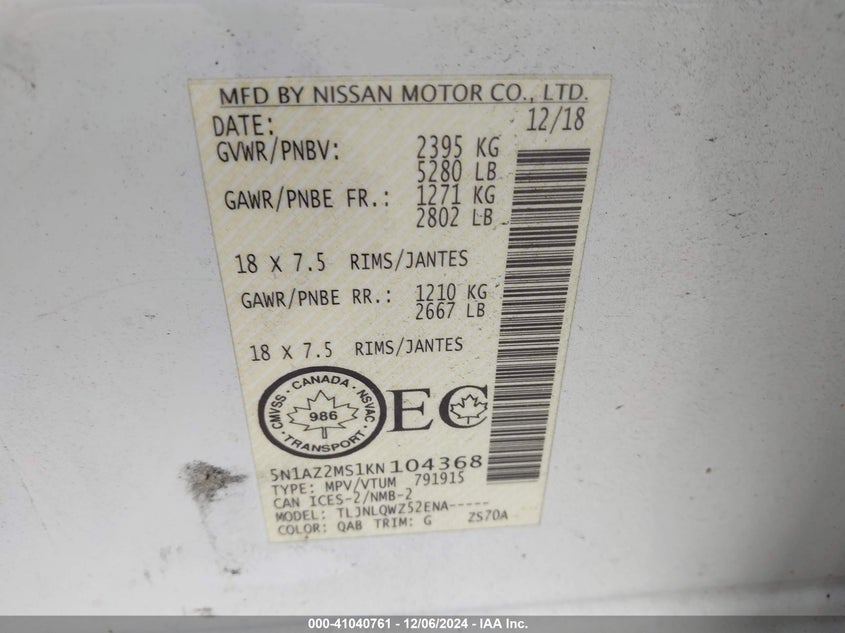 MFD BY NISSAN MOTOR CO., LTD.
DATE: 12/18
GVWR/PNBV: 2395 KG
5280 LB
GAWR/PNBE FR.: 1271 KG
2802 LB
18 X 7.5 RIMS/JANTES
GAWR/PNBE RR.: 1210 KG
2667 LB
18 X 7.5 RIMS/JANTES
CMVSS · CANADA · NSVAC · TRANSPORT ·
986
EC
5N1AZ2MS1KN104368
TYPE: MPV/VTUM 791915
CAN ICES-2/NMB-2
MODEL: TLJNLQWZ52ENA-----
COLOR: QAB TRIM: G ZS70A
000-41040761 - 12/06/2024 - IAA Inc.